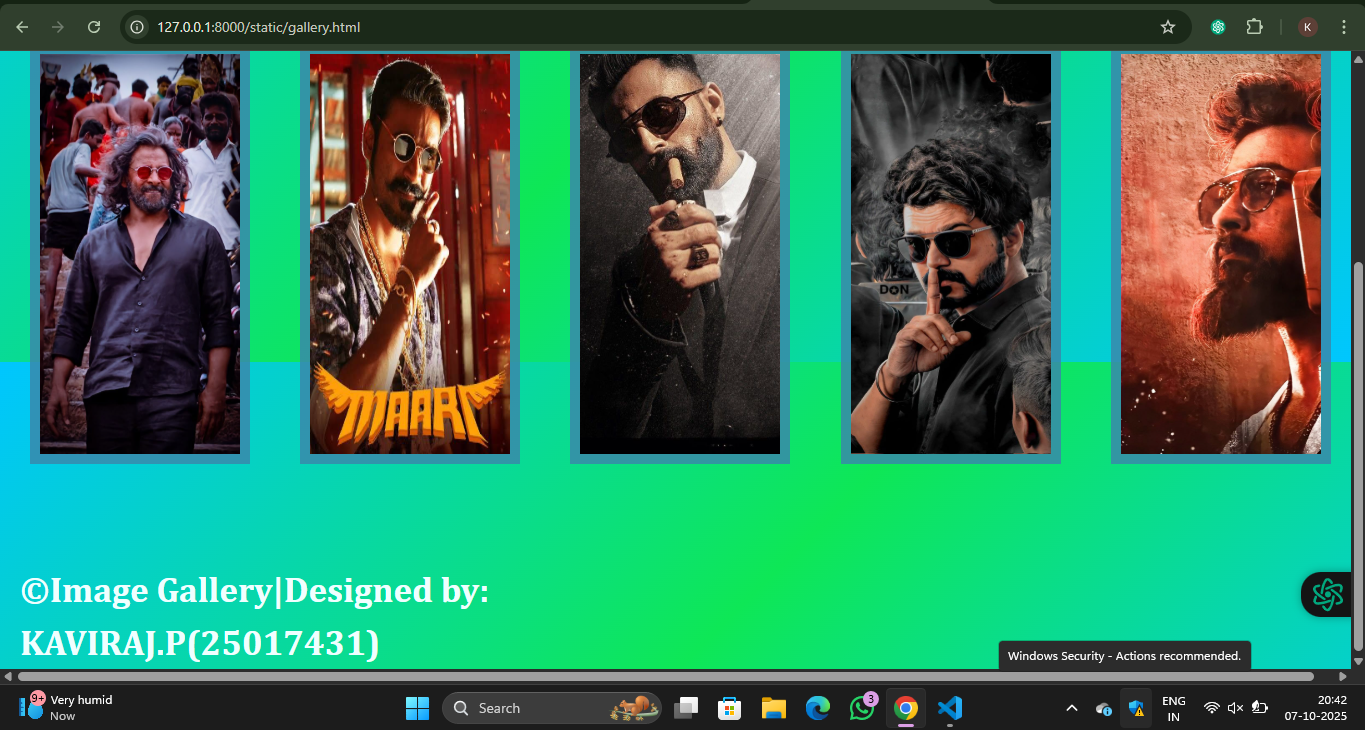 127.0.0.1:8000/static/gallery.html
K
MAARI
DON
©Image Gallery|Designed by:
KAVIRAJ.P(25017431)
Windows Security - Actions recommended.
9+
Very humid
Now
Search
3
ENG
IN
20:42
07-10-2025